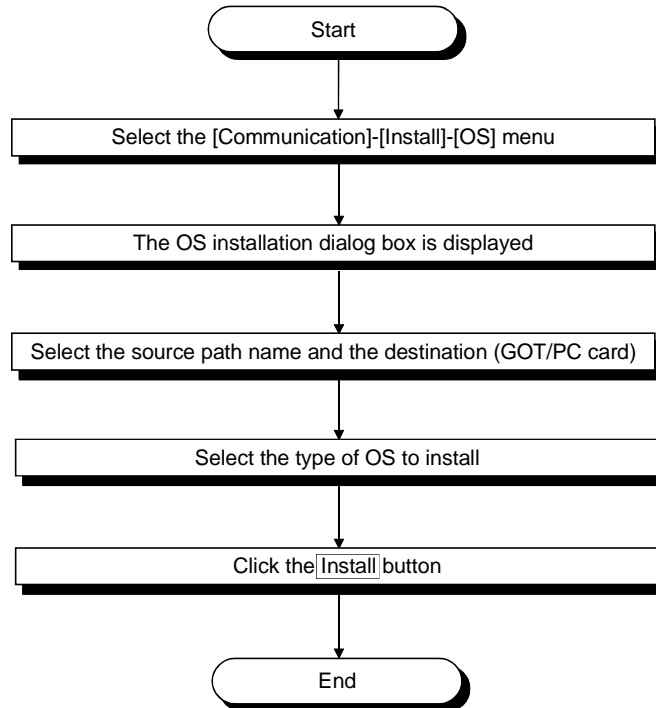 Start
Select the [Communication]-[Install]-[OS] menu
The OS installation dialog box is displayed
Select the source path name and the destination (GOT/PC card)
Select the type of OS to install
Click the Install button
End